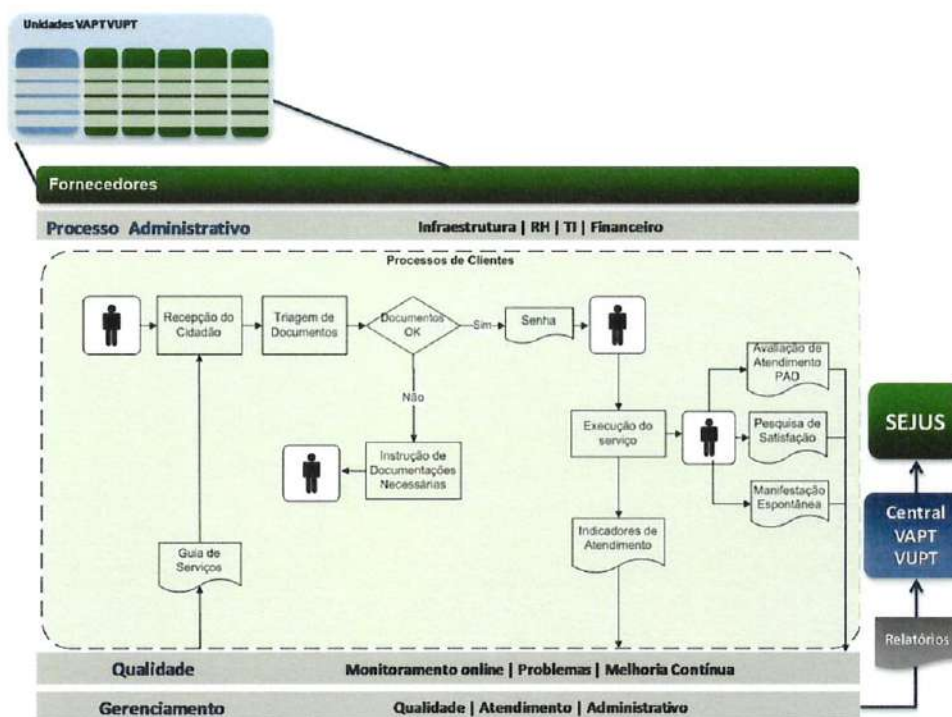 Unidades VAPT VUPT
Fornecedores
Processo Administrativo
Infraestrutura | RH | TI | Financeiro
Processos de Clientes
Recepção do
Cidadão
Triagem de
Documentos
Documentos
OK
Sim
Senha
Não
Instrução de
Documentações
Necessárias
Execução do
serviço
Avaliação de
Atendimento
PAD
Pesquisa de
Satisfação
Manifestação
Espontânea
Indicadores de
Atendimento
Guia de
Serviços
SEJUS
Central
VAPT
VUPT
Relatórios
Qualidade
Monitoramento online | Problemas | Melhoria Contínua
Gerenciamento
Qualidade | Atendimento | Administrativo